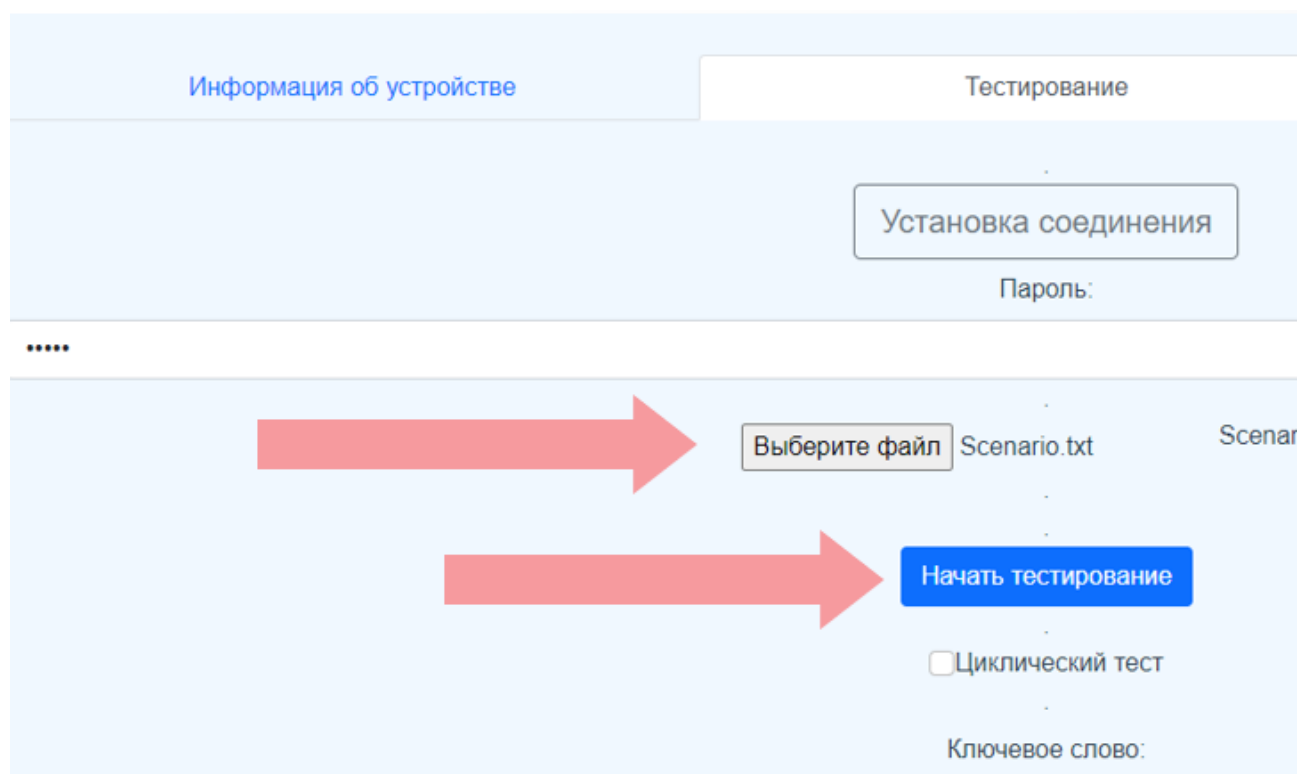 Информация об устройстве
Тестирование
Установка соединения
Пароль:
•••••
Выберите файл Scenario.txt
Начать тестирование
Циклический тест
Ключевое слово: